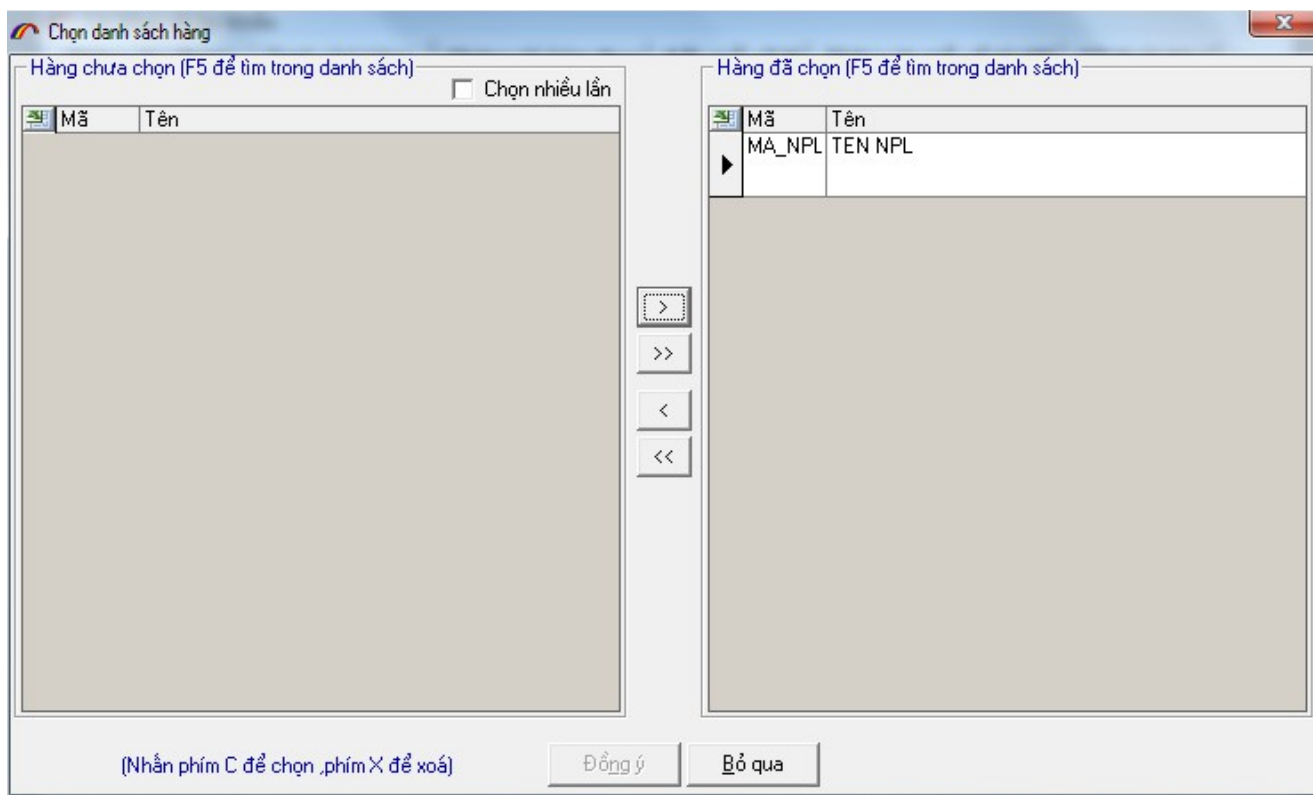 Chọn danh sách hàng
Hàng chưa chọn (F5 để tìm trong danh sách)
Chọn nhiều lần
Mã Tên
Hàng đã chọn (F5 để tìm trong danh sách)
Mã Tên
MA_NPL TEN NPL
>
>>
<
<<
(Nhấn phím C để chọn ,phím X để xoá)
Đồng ý
Bỏ qua